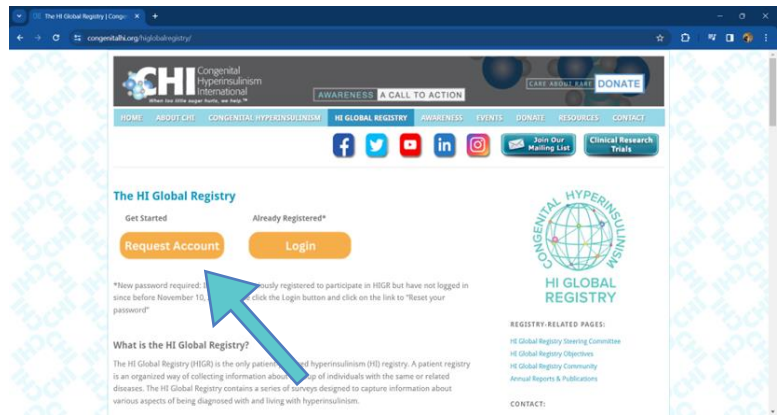 The HI Global Registry | Conge
congenitalhi.org/higlobalregistry/
CHI
Congenital
Hyperinsulinism
International
When too little sugar hurts, we help.™
AWARENESS A CALL TO ACTION
CARE ABOUT RARE DONATE
HOME ABOUT CHI CONGENITAL HYPERINSULINISM HI GLOBAL REGISTRY AWARENESS EVENTS DONATE RESOURCES CONTACT
Join Our
Mailing List
Clinical Research
Trials
The HI Global Registry
Get Started Already Registered*
Request Account Login
*New password required: ously registered to participate in HIGR but have not logged in
since before November 10, click the Login button and click on the link to "Reset your
password"
What is the HI Global Registry?
The HI Global Registry (HIGR) is the only patient hyperinsulinism (HI) registry. A patient registry
is an organized way of collecting information about up of individuals with the same or related
diseases. The HI Global Registry contains a series of surveys designed to capture information about
various aspects of being diagnosed with and living with hyperinsulinism.
CONGENITAL HYPERINSULINISM
HI GLOBAL
REGISTRY
REGISTRY-RELATED PAGES:
HI Global Registry Steering Committee
HI Global Registry Objectives
HI Global Registry Community
Annual Reports & Publications
CONTACT: